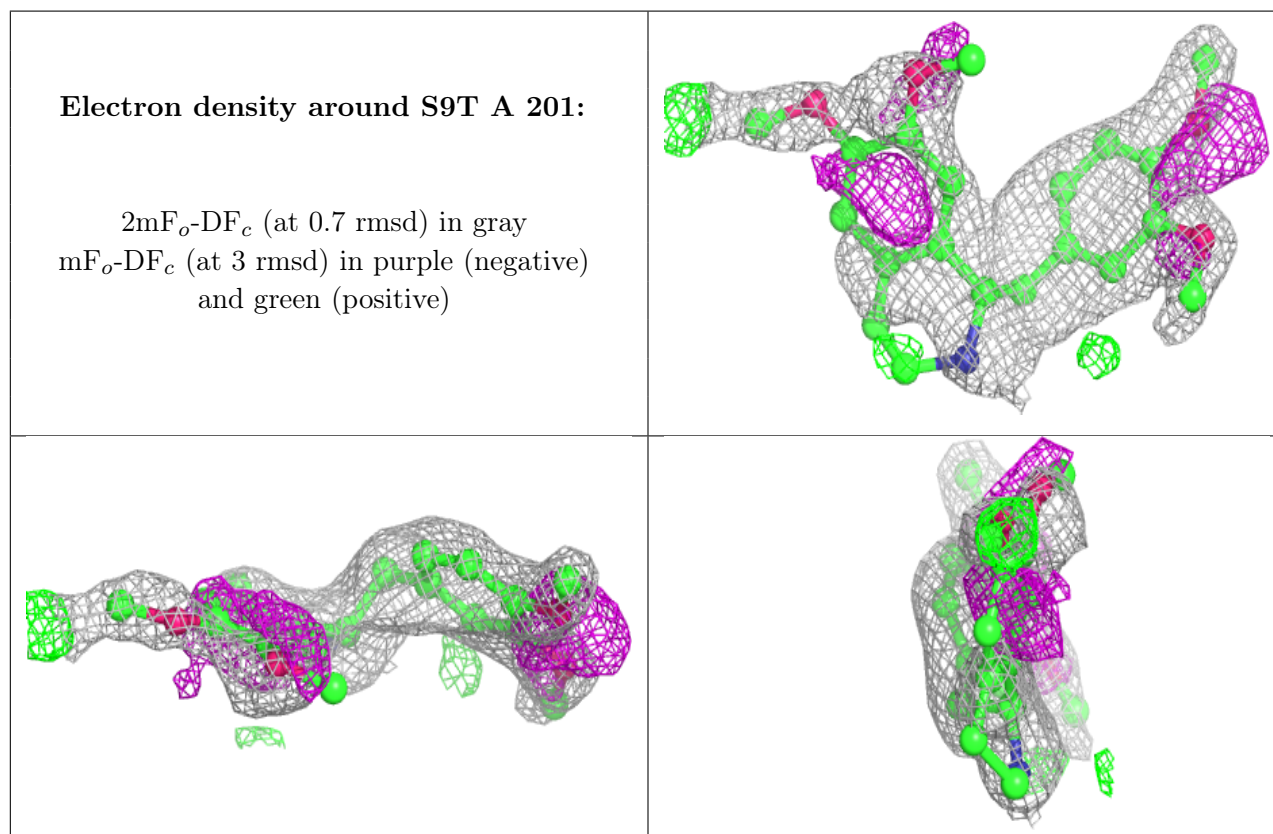 Electron density around S9T A 201:
2mFo-DFc (at 0.7 rmsd) in gray
mFo-DFc (at 3 rmsd) in purple (negative)
and green (positive)